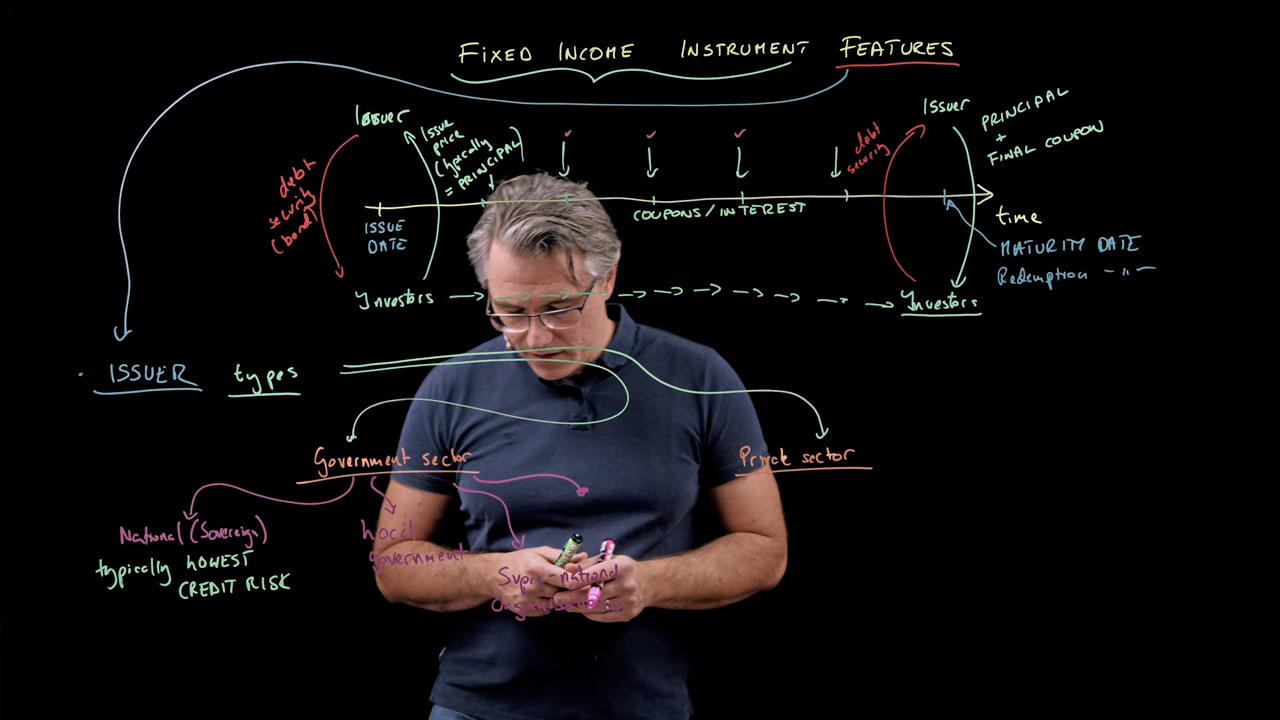 FIXED INCOME INSTRUMENT FEATURES
Issuer
Issue
price
(typically
= PRINCIPAL)
debt
security
(bond)
ISSUE
DATE
Investors
COUPONS/INTEREST
debt
security
Issuer
PRINCIPAL
+
FINAL COUPON
time
MATURITY DATE
Redemption -"-
Investors
· ISSUER types
Government sector
Private sector
National (Sovereign)
typically LOWEST
CREDIT RISK
Local
government
Supra-national
Organisations